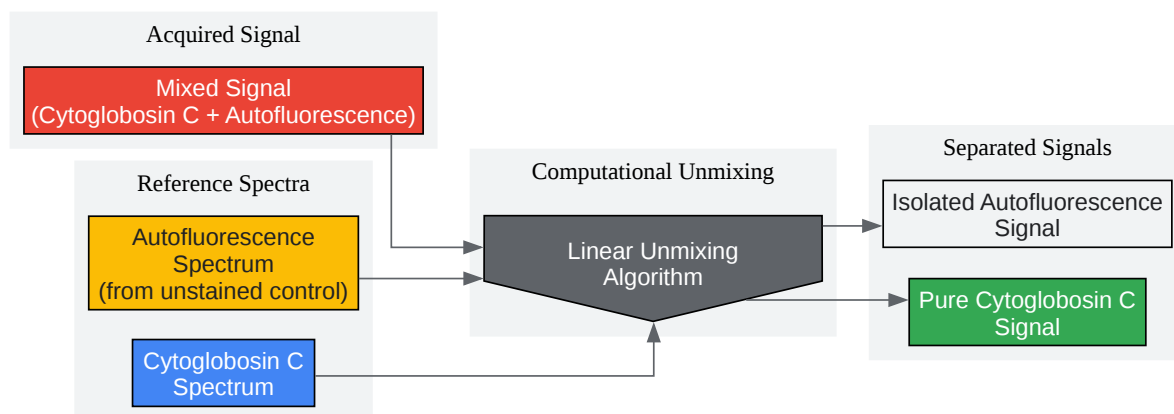 Acquired Signal
Mixed Signal
(Cytoglobosin C + Autofluorescence)
Reference Spectra
Autofluorescence
Spectrum
(from unstained control)
Cytoglobosin C
Spectrum
Computational Unmixing
Linear Unmixing
Algorithm
Separated Signals
Isolated Autofluorescence
Signal
Pure Cytoglobosin C
Signal